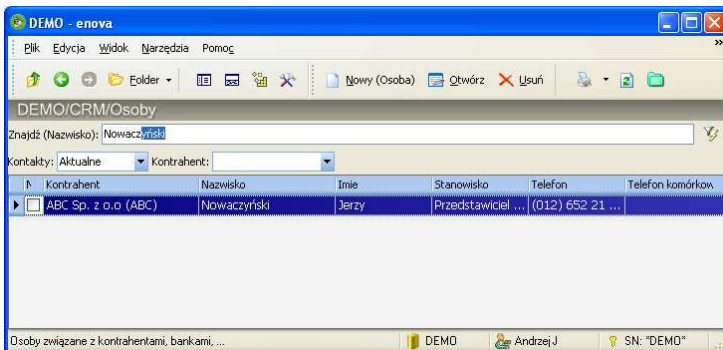 DEMO - enova
Plik Edycja Widok Narzędzia Pomoc »
Folder Nowy (Osoba) Otwórz Usuń
DEMO/CRM/Osoby
Znajdź (Nazwisko): Nowaczyński
Kontakty: Aktualne Kontrahent:
N Kontrahent Nazwisko Imie Stanowisko Telefon Telefon komórkow
ABC Sp. z o.o (ABC) Nowaczyński Jerzy Przedstawiciel ... (012) 652 21 ...
Osoby związane z kontrahentami, bankami, ... DEMO Andrzej J SN: "DEMO"